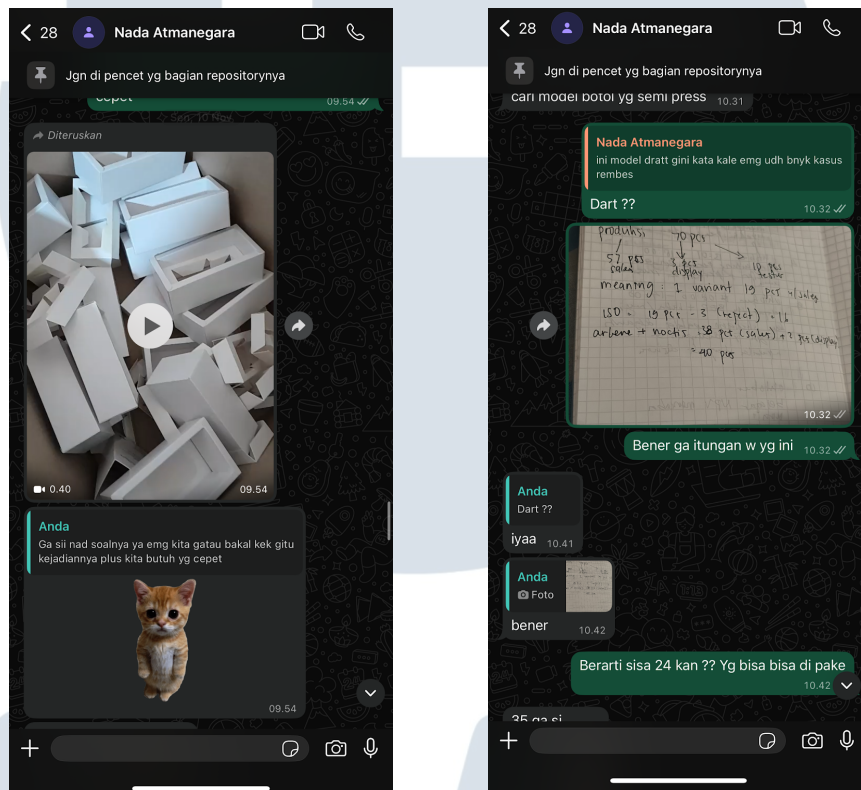 28
Nada Atmanegara
Jgn di pencet yg bagian repositorynya
cepet
09.54
Sen, 10 Nov
Diteruskan
0.40
09.54
Anda
Ga sii nad soalnya ya emg kita gatau bakal kek gitu
kejadiannya plus kita butuh yg cepet
09.54
28
Nada Atmanegara
Jgn di pencet yg bagian repositorynya
cari model botol yg semi press
10.31
Nada Atmanegara
ini model dratt gini kata kale emg udh bnyk kasus
rembes
Dart ??
10.32
produksi 70 pcs
57 pcs 3 pcs 10 pcs
sales display tester
meaning : 1 variant 19 pcs
150 = 19 pcs - 3 (reject) = 16
arbene + noctis = 38 pcs (sales) + 2 pcs (display)
= 40 pcs
10.32
Bener ga itungan w yg ini
10.32
Anda
Dart ??
iyaa
10.41
Anda
Foto
bener
10.42
Berarti sisa 24 kan ?? Yg bisa bisa di pake
10.42
35 ga si